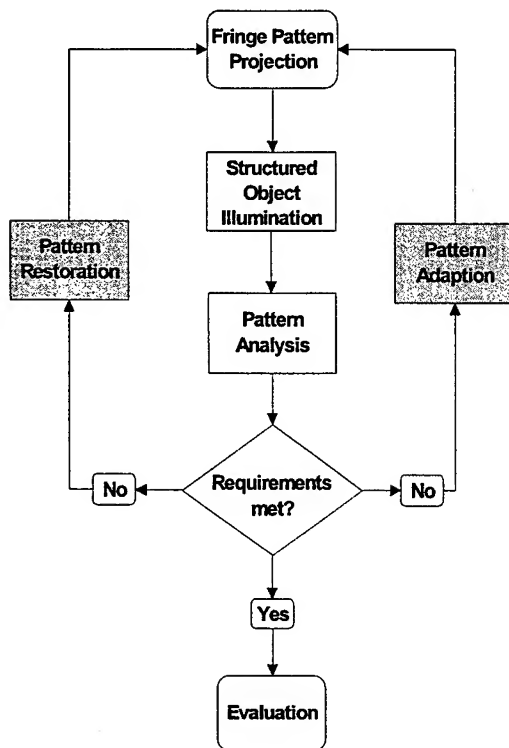 Fringe Pattern
Projection
Structured
Object
Illumination
Pattern
Restoration
Pattern
Adaption
Pattern
Analysis
Requirements
met?
No
No
Yes
Evaluation